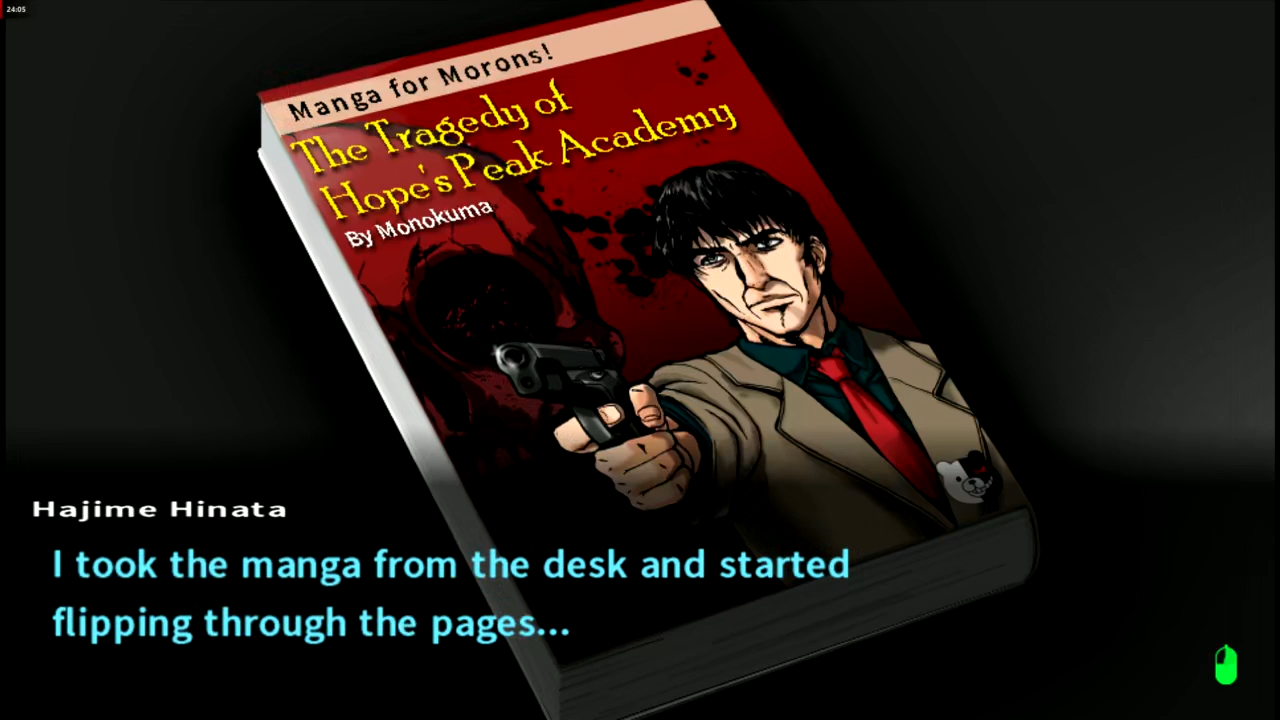 24:05
Manga for Morons!
The Tragedy of
Hope's Peak Academy
By Monokuma
Hajime Hinata
I took the manga from the desk and started
flipping through the pages...